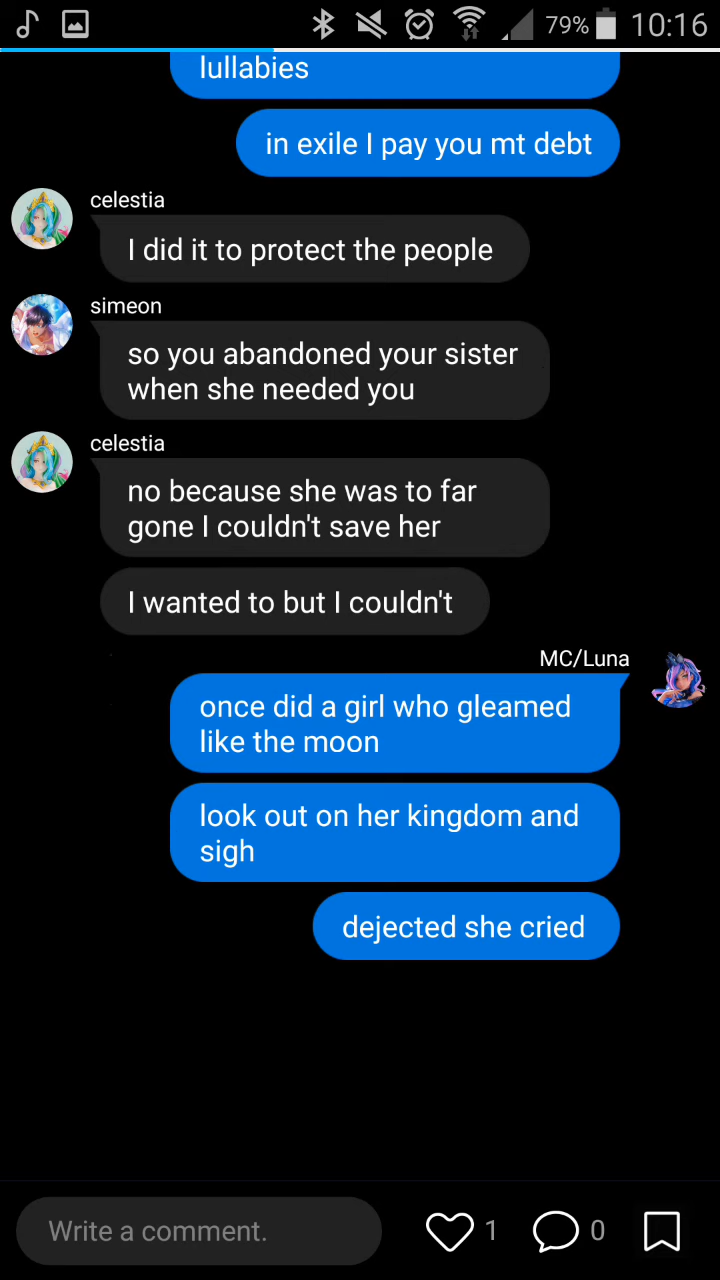 79% 10:16
lullabies
in exile I pay you mt debt
celestia
I did it to protect the people
simeon
so you abandoned your sister
when she needed you
celestia
no because she was to far
gone I couldn't save her
I wanted to but I couldn't
MC/Luna
once did a girl who gleamed
like the moon
look out on her kingdom and
sigh
dejected she cried
Write a comment.
1
0